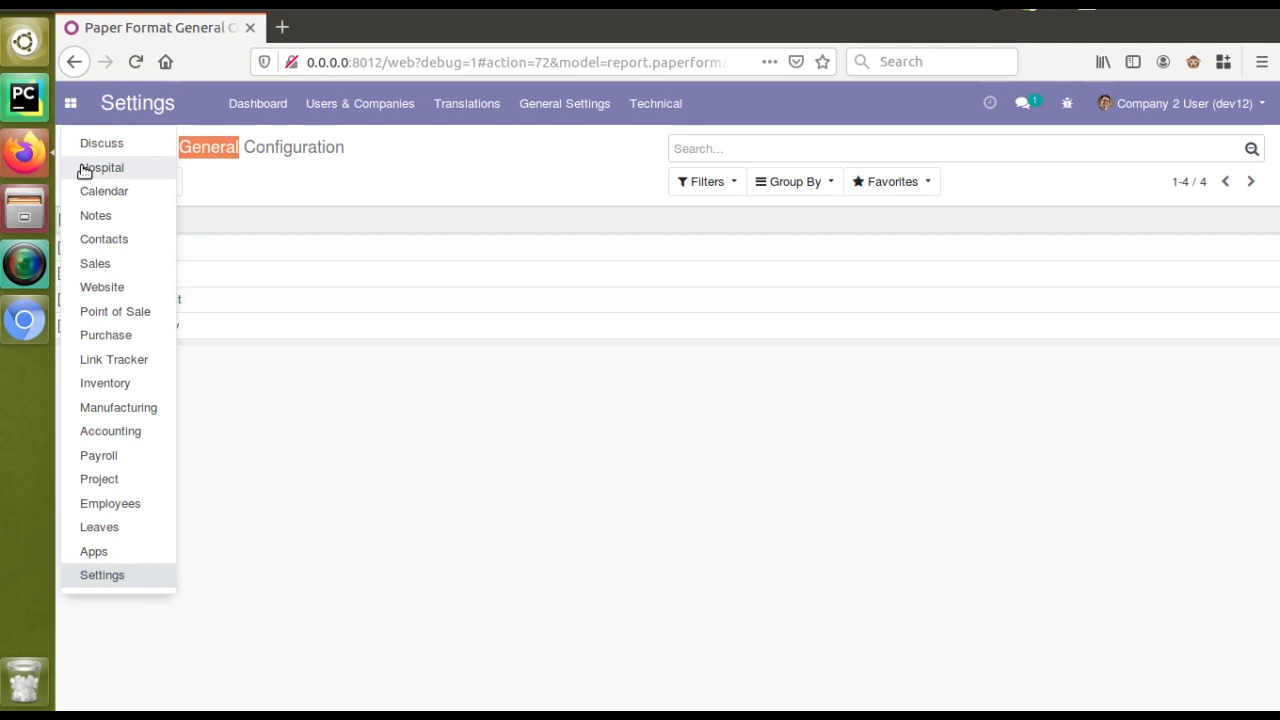 Paper Format General C
PC
0.0.0.0:8012/web?debug=1#action=72&model=report.paperforma
Search
Settings
Dashboard
Users & Companies
Translations
General Settings
Technical
1
Company 2 User (dev12)
General Configuration
Search...
Filters
Group By
Favorites
1-4 / 4
Discuss
Hospital
Calendar
Notes
Contacts
Sales
Website
Point of Sale
Purchase
Link Tracker
Inventory
Manufacturing
Accounting
Payroll
Project
Employees
Leaves
Apps
Settings
t